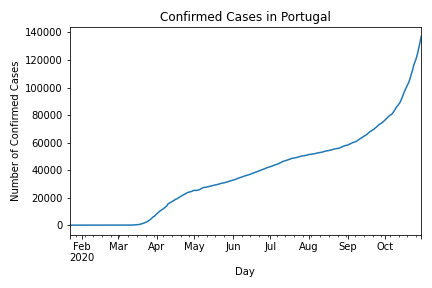 Confirmed Cases in Portugal
140000
120000
100000
80000
60000
40000
20000
0
Number of Confirmed Cases
Feb Mar Apr May Jun Jul Aug Sep Oct
2020
Day